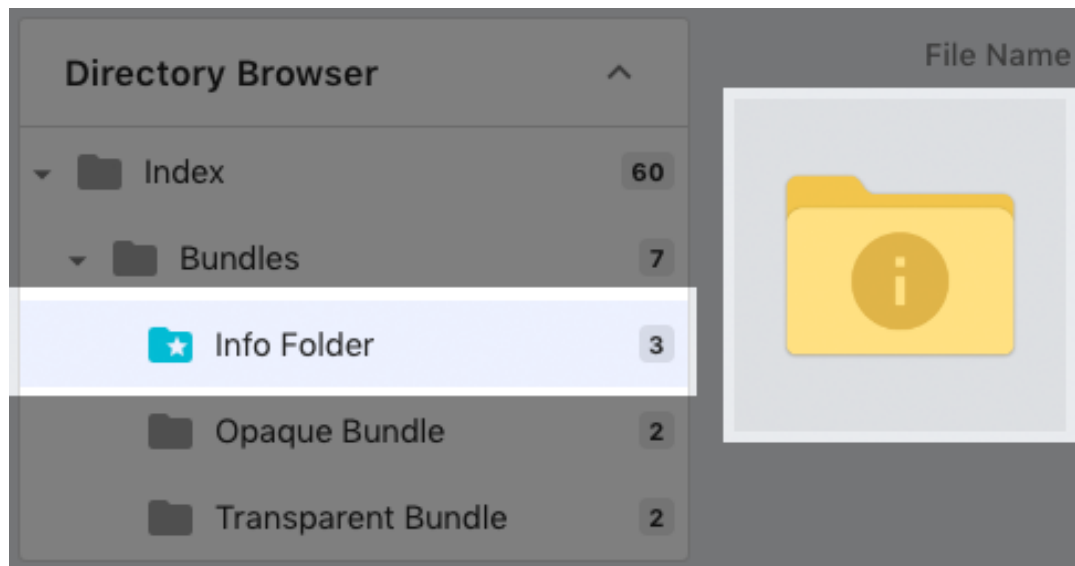 Directory Browser
File Name
Index 60
Bundles 7
Info Folder 3
Opaque Bundle 2
Transparent Bundle 2
i